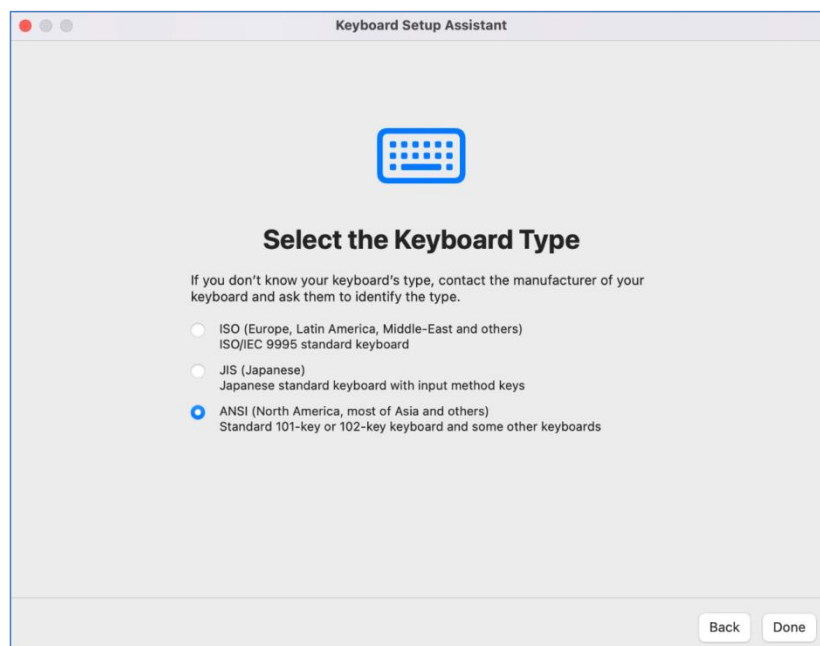 Keyboard Setup Assistant
Select the Keyboard Type
If you don’t know your keyboard’s type, contact the manufacturer of your
keyboard and ask them to identify the type.
ISO (Europe, Latin America, Middle-East and others)
ISO/IEC 9995 standard keyboard
JIS (Japanese)
Japanese standard keyboard with input method keys
ANSI (North America, most of Asia and others)
Standard 101-key or 102-key keyboard and some other keyboards
Back
Done